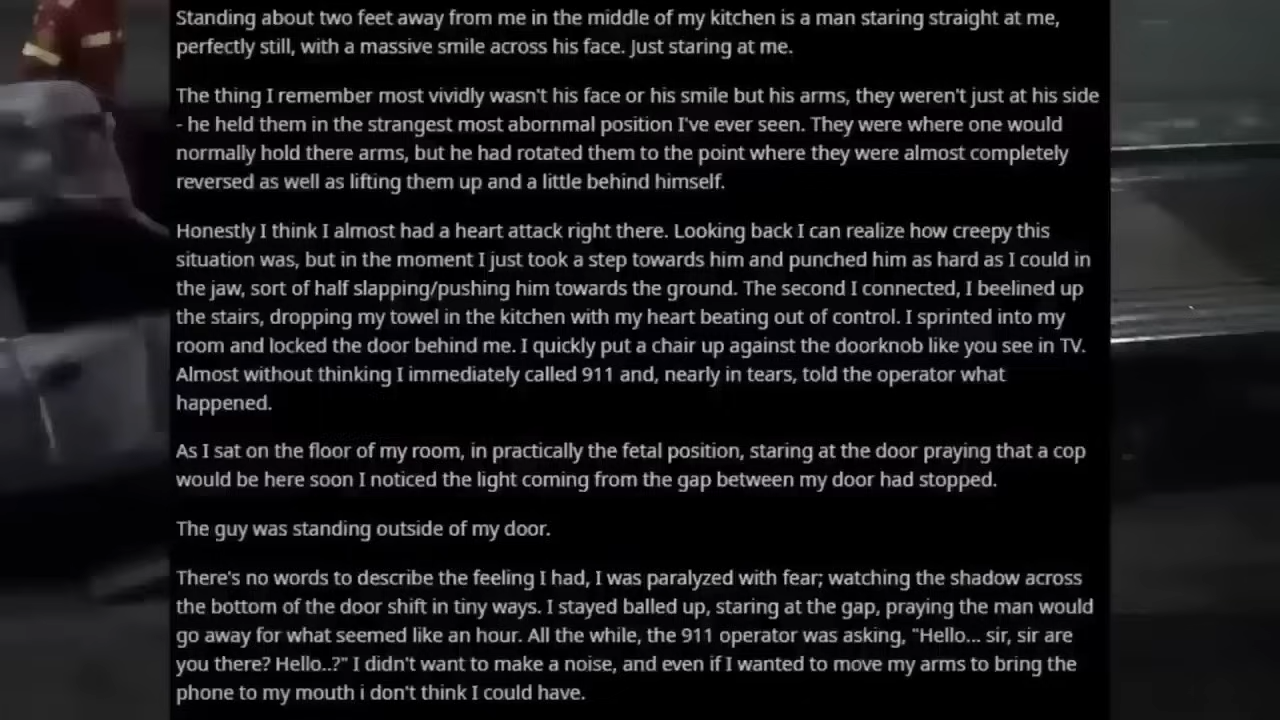 Standing about two feet away from me in the middle of my kitchen is a man staring straight at me,
perfectly still, with a massive smile across his face. Just staring at me.
The thing I remember most vividly wasn't his face or his smile but his arms, they weren't just at his side
- he held them in the strangest most abornmal position I've ever seen. They were where one would
normally hold there arms, but he had rotated them to the point where they were almost completely
reversed as well as lifting them up and a little behind himself.
Honestly I think I almost had a heart attack right there. Looking back I can realize how creepy this
situation was, but in the moment I just took a step towards him and punched him as hard as I could in
the jaw, sort of half slapping/pushing him towards the ground. The second I connected, I beelined up
the stairs, dropping my towel in the kitchen with my heart beating out of control. I sprinted into my
room and locked the door behind me. I quickly put a chair up against the doorknob like you see in TV.
Almost without thinking I immediately called 911 and, nearly in tears, told the operator what
happened.
As I sat on the floor of my room, in practically the fetal position, staring at the door praying that a cop
would be here soon I noticed the light coming from the gap between my door had stopped.
The guy was standing outside of my door.
There's no words to describe the feeling I had, I was paralyzed with fear; watching the shadow across
the bottom of the door shift in tiny ways. I stayed balled up, staring at the gap, praying the man would
go away for what seemed like an hour. All the while, the 911 operator was asking, "Hello... sir, sir are
you there? Hello..?" I didn't want to make a noise, and even if I wanted to move my arms to bring the
phone to my mouth i don't think I could have.